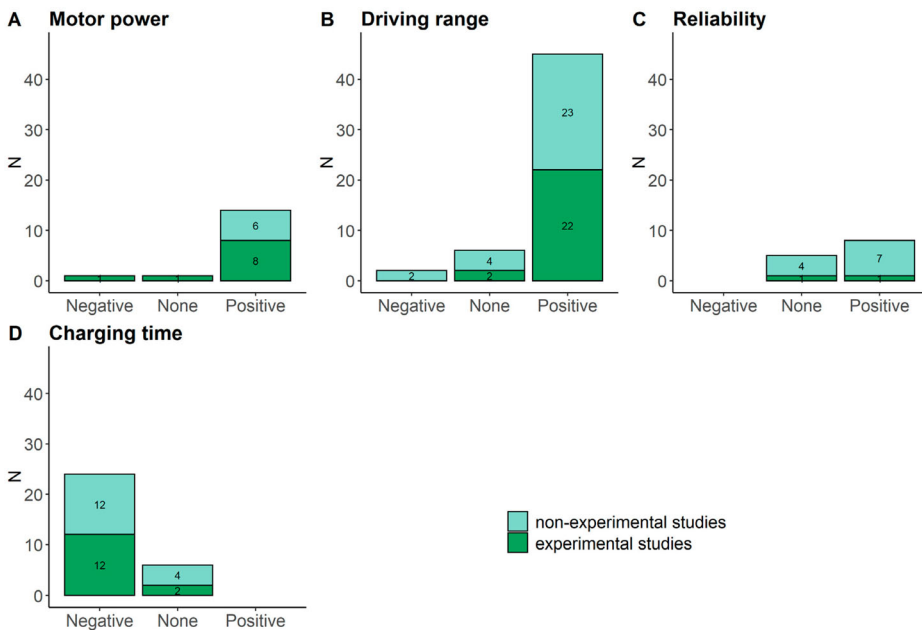 A Motor power
N
40
30
20
10
0
6
8
1
1
Negative None Positive
B Driving range
N
40
30
20
10
0
2
4
2
23
22
Negative None Positive
C Reliability
N
40
30
20
10
0
4
1
7
1
Negative None Positive
D Charging time
N
40
30
20
10
0
12
12
4
2
Negative None Positive
non-experimental studies
experimental studies